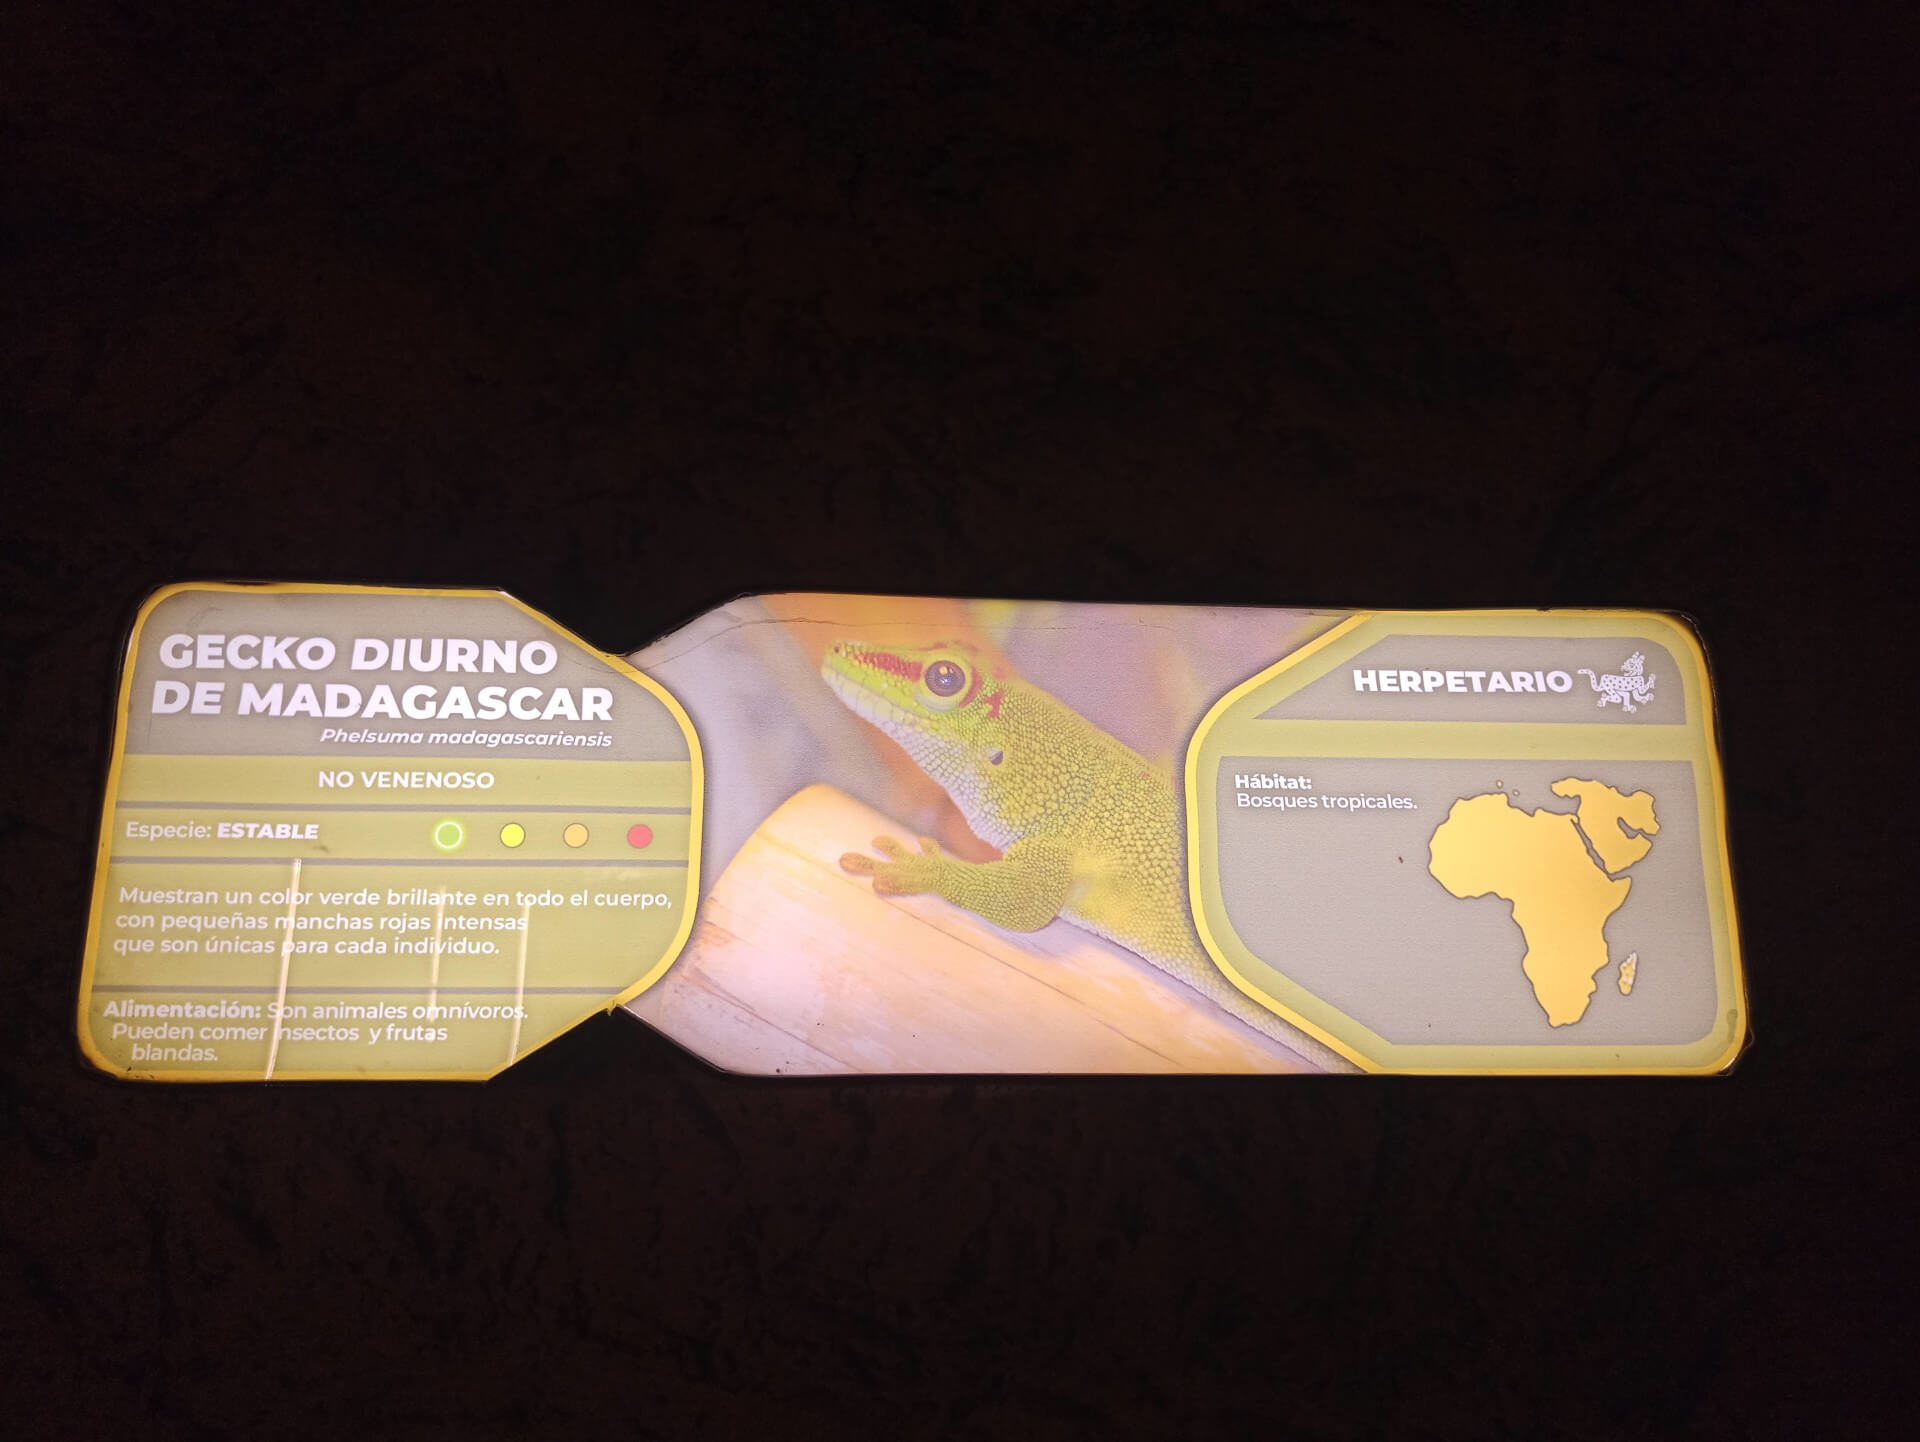 GECKO DIURNO
DE MADAGASCAR
Phelsuma madagascariensis
NO VENENOSO
Especie: ESTABLE
Muestran un color verde brillante en todo el cuerpo,
con pequeñas manchas rojas intensas
que son únicas para cada individuo.
Alimentación: Son animales omnívoros.
Pueden comer insectos y frutas
blandas.
HERPETARIO
Hábitat:
Bosques tropicales.